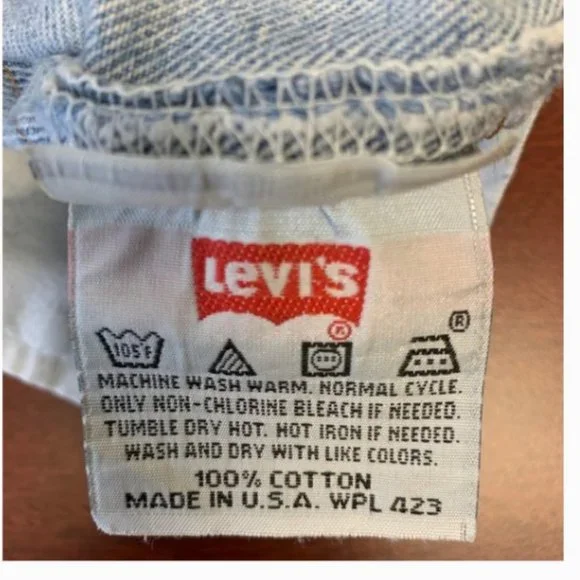 Levi's
®
®
105°F
MACHINE WASH WARM. NORMAL CYCLE.
ONLY NON-CHLORINE BLEACH IF NEEDED.
TUMBLE DRY HOT. HOT IRON IF NEEDED.
WASH AND DRY WITH LIKE COLORS.
100% COTTON
MADE IN U.S.A. WPL 423